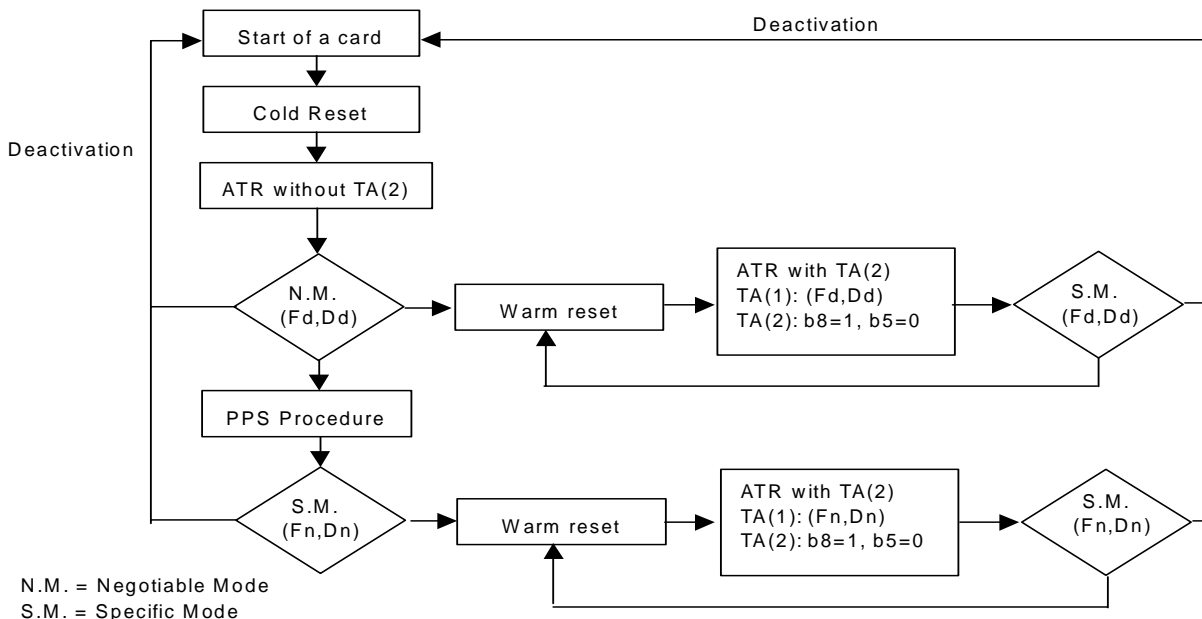 Deactivation
Start of a card
Cold Reset
Deactivation
ATR without TA(2)
N.M.
(Fd,Dd)
Warm reset
ATR with TA(2)
TA(1): (Fd,Dd)
TA(2): b8=1, b5=0
S.M.
(Fd,Dd)
PPS Procedure
S.M.
(Fn,Dn)
Warm reset
ATR with TA(2)
TA(1): (Fn,Dn)
TA(2): b8=1, b5=0
S.M.
(Fn,Dn)
N.M. = Negotiable Mode
S.M. = Specific Mode